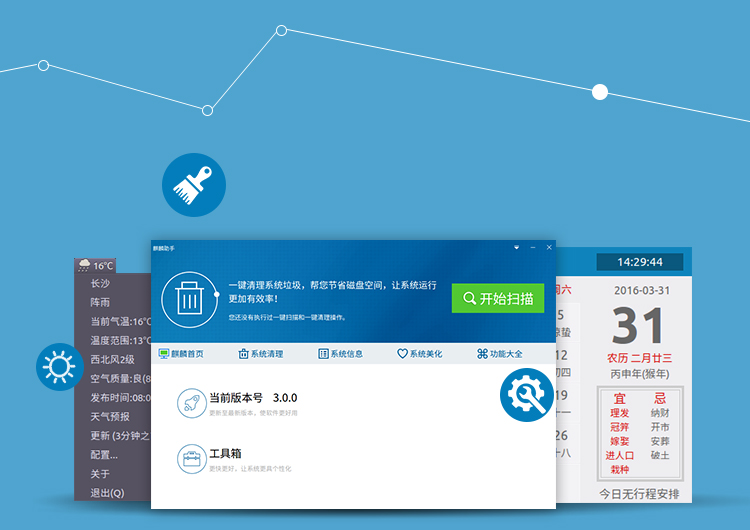 16℃
长沙
阵雨
当前气温:16°C
温度范围:13°C
西北风2级
空气质量:良(8
发布时间:08:0
天气预报
更新 (3分钟之
配置...
关于
退出(Q)
麒麟助手
一键清理系统垃圾，帮您节省磁盘空间，让系统运行
更加有效率！
您还没有执行过一键扫描和一键清理操作。
开始扫描
麒麟首页
系统清理
系统信息
系统美化
功能大全
当前版本号 3.0.0
更新至最新版本，使软件更好用
工具箱
更快更好，让系统更具个性化
14:29:44
周六
5
惊蛰
12
初四
19
十一
26
十八
2016-03-31
31
农历 二月廿三
丙申年(猴年)
宜 忌
理发 纳财
冠笄 开市
嫁娶 安葬
进人口 破土
栽种
今日无行程安排